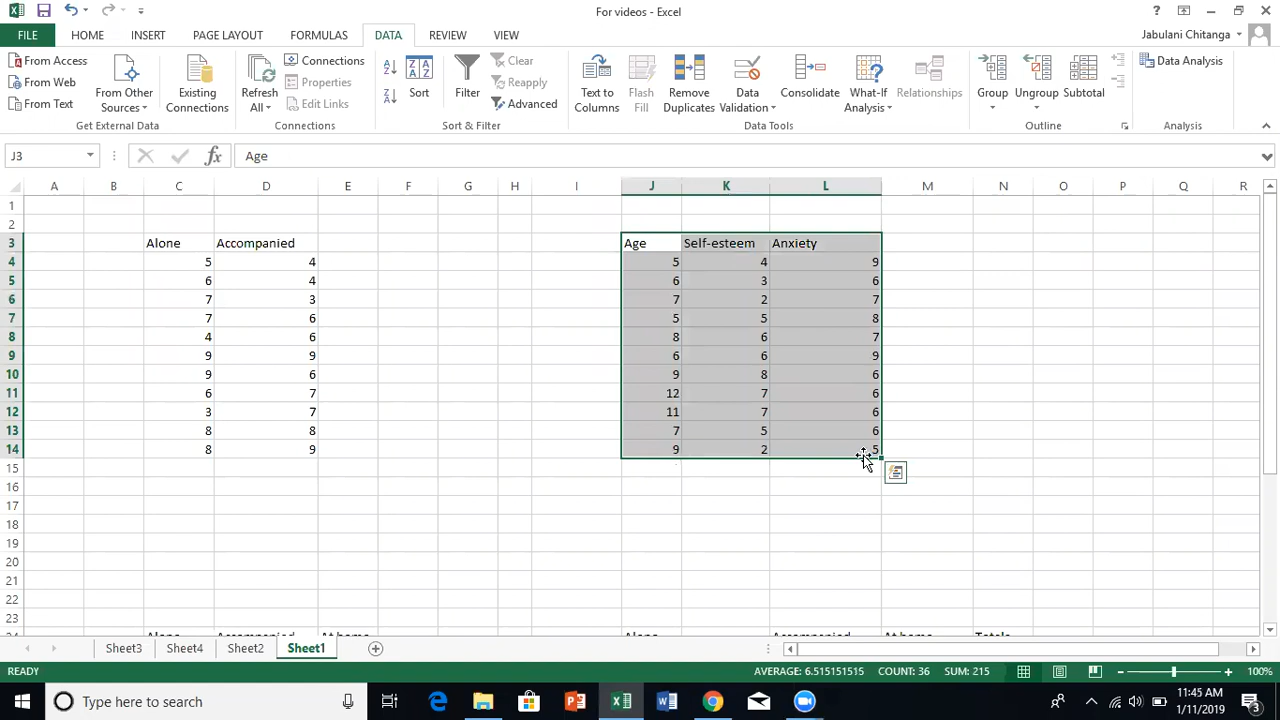 For videos - Excel
FILE HOME INSERT PAGE LAYOUT FORMULAS DATA REVIEW VIEW Jabulani Chitanga
From Access
From Web
From Text
From Other Sources
Existing Connections
Get External Data
Refresh All
Connections
Properties
Edit Links
Connections
Sort
Filter
Clear
Reapply
Advanced
Sort & Filter
Text to Columns
Flash Fill
Remove Duplicates
Data Validation
Consolidate
What-If Analysis
Relationships
Data Tools
Group
Ungroup
Subtotal
Outline
Data Analysis
Analysis
J3 fx Age
A B C D E F G H I J K L M N O P Q R
1
2
3 Alone Accompanied Age Self-esteem Anxiety
4 5 4 5 4 9
5 6 4 6 3 6
6 7 3 7 2 7
7 7 6 5 5 8
8 4 6 8 6 7
9 9 9 6 6 9
10 9 6 9 8 6
11 6 7 12 7 6
12 3 7 11 7 6
13 8 8 7 5 6
14 8 9 9 2 5
15
16
17
18
19
20
21
22
23
24 Alone Accompanied At home Alone Accompanied At home Totals
Sheet3 Sheet4 Sheet2 Sheet1
READY AVERAGE: 6.515151515 COUNT: 36 SUM: 215 100%
Type here to search 11:45 AM
1/11/2019 3